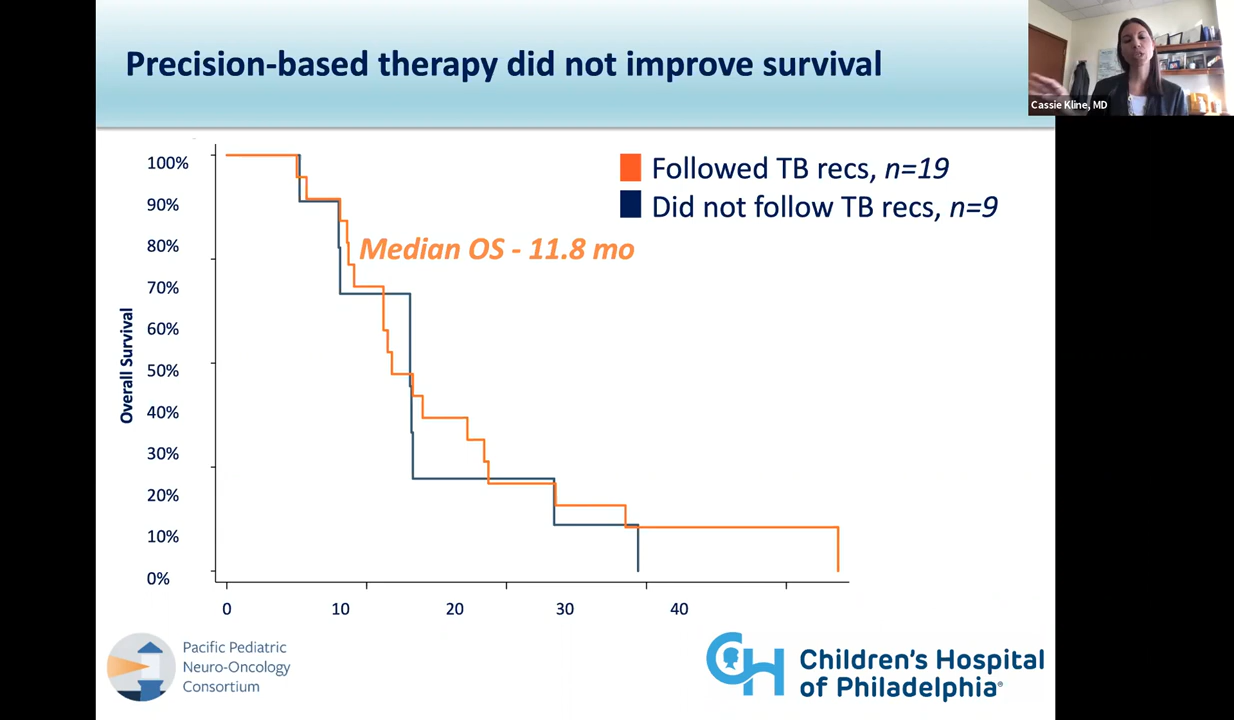 Precision-based therapy did not improve survival
Cassie Kline, MD
Followed TB recs, n=19
Did not follow TB recs, n=9
Median OS - 11.8 mo
Overall Survival
100%
90%
80%
70%
60%
50%
40%
30%
20%
10%
0%
0 10 20 30 40
Pacific Pediatric
Neuro-Oncology
Consortium
CH
Children's Hospital
of Philadelphia®